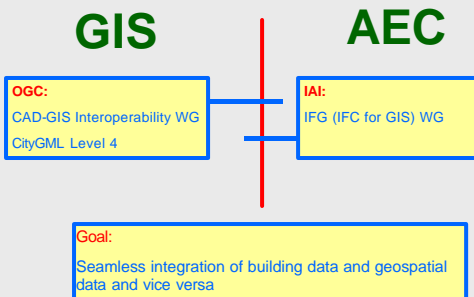 GIS
AEC
OGC:
CAD-GIS Interoperability WG
CityGML Level 4
IAI:
IFG (IFC for GIS) WG
Goal:
Seamless integration of building data and geospatial
data and vice versa